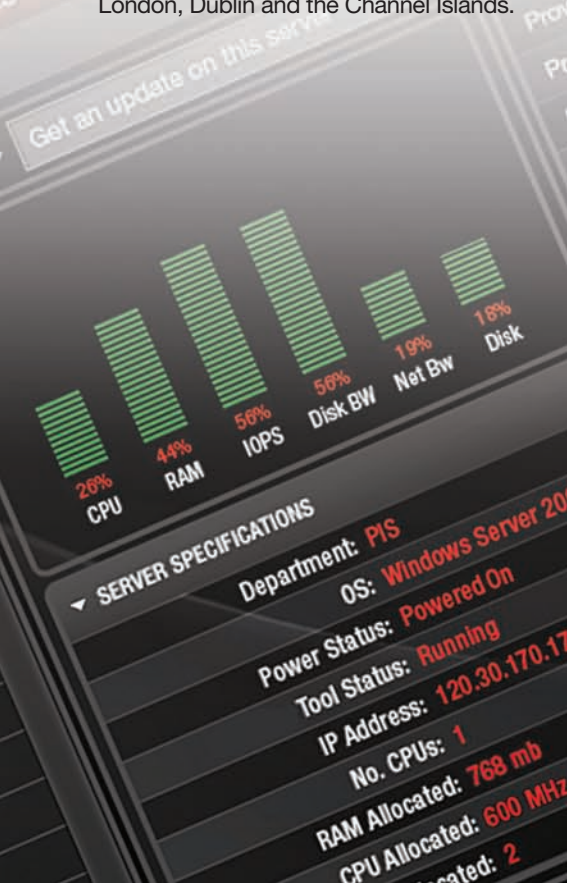 London, Dublin and the Channel Islands.
Get an update on this server
26%
CPU
44%
RAM
56%
IOPS
56%
Disk BW
19%
Net Bw
18%
Disk
SERVER SPECIFICATIONS
Department: PIS
OS: Windows Server
Power Status: Powered On
Tool Status: Running
IP Address: 120.30.170.17
No. CPUs: 1
RAM Allocated: 768 mb
CPU Allocated: 600 MHz
2